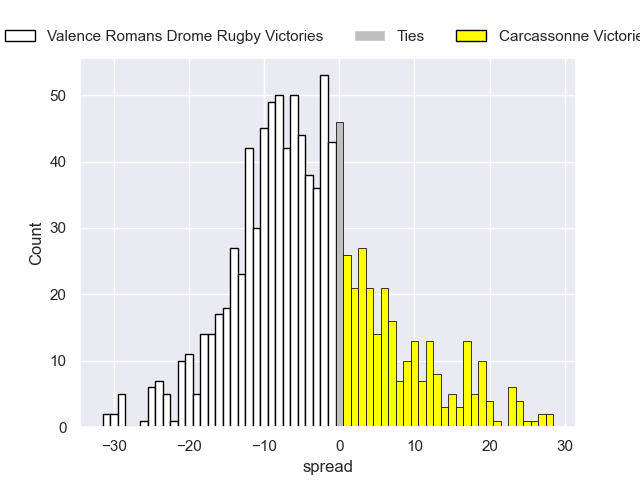 Valence Romans Drome Rugby Victories Ties Carcassonne Victorie
50
40
30
20
10
0
Count
−30 −20 −10 0 10 20 30
spread